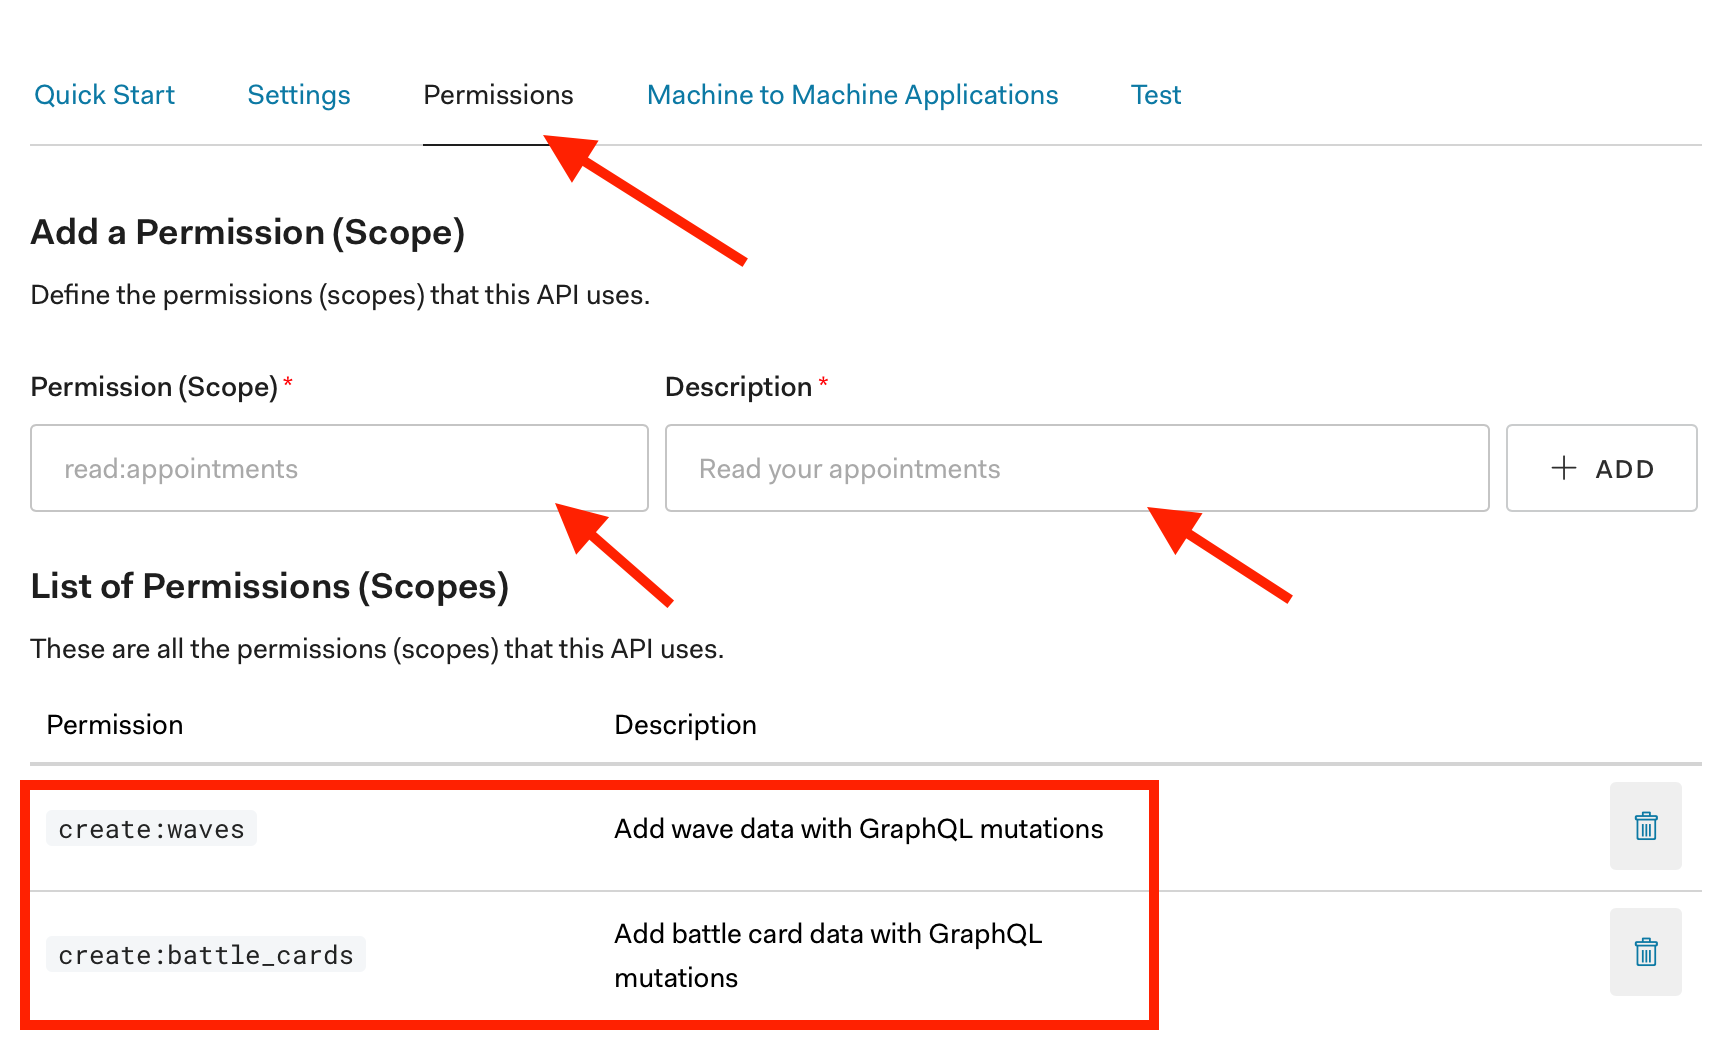 Quick Start Settings Permissions Machine to Machine Applications Test
Add a Permission (Scope)
Define the permissions (scopes) that this API uses.
Permission (Scope) * Description *
read:appointments Read your appointments + ADD
List of Permissions (Scopes)
These are all the permissions (scopes) that this API uses.
Permission Description
create:waves Add wave data with GraphQL mutations
create:battle_cards Add battle card data with GraphQL
mutations